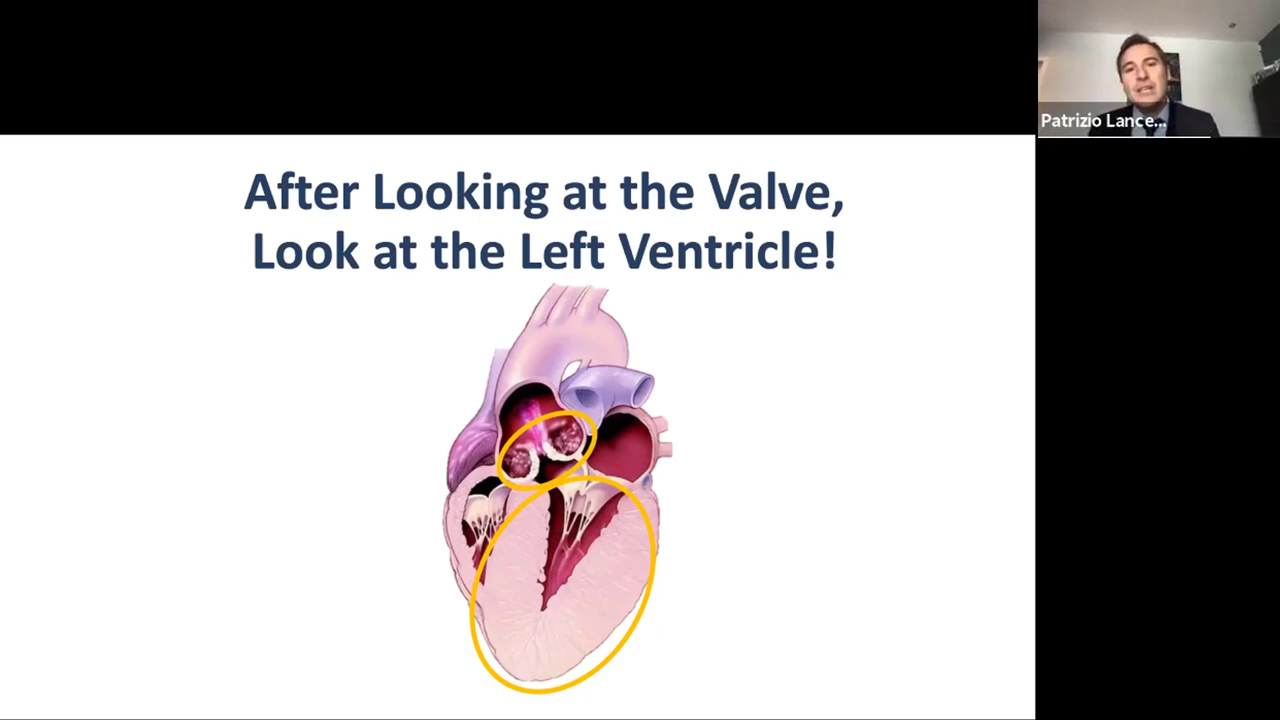 After Looking at the Valve,
Look at the Left Ventricle!
Patrizio Lance...